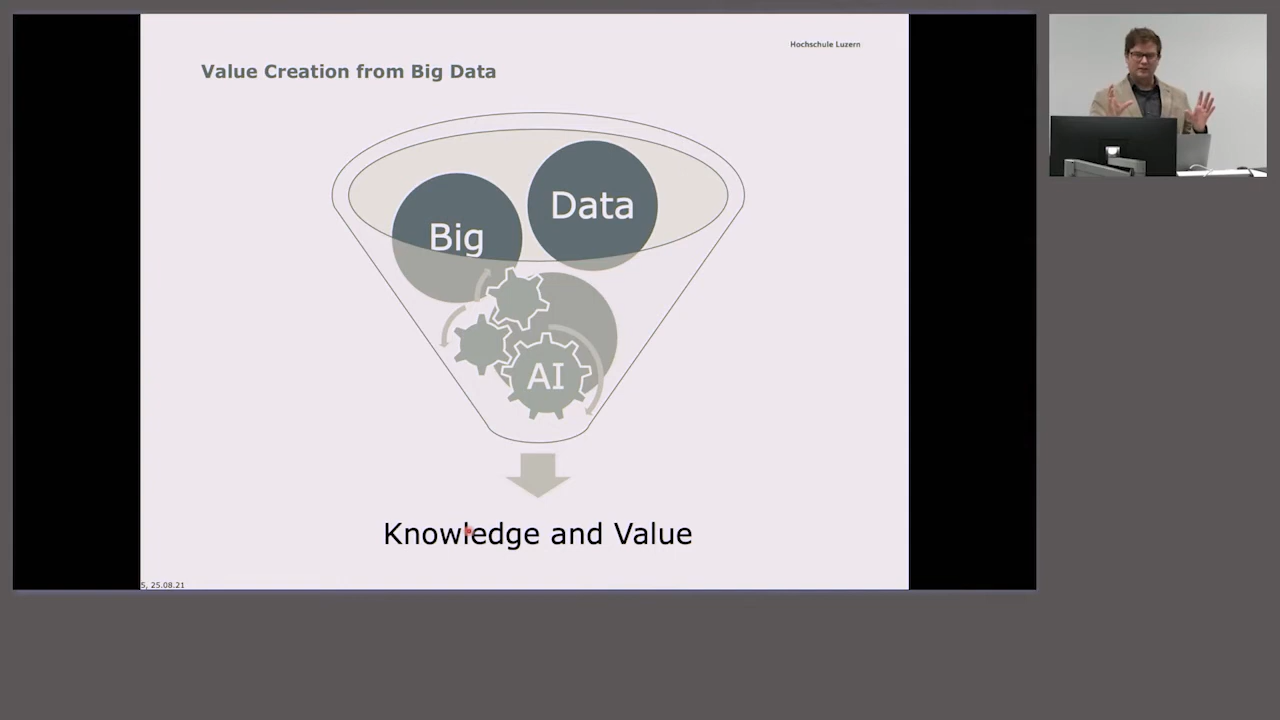 Hochschule Luzern
Value Creation from Big Data
Data
Big
AI
Knowledge and Value
5, 25.08.21